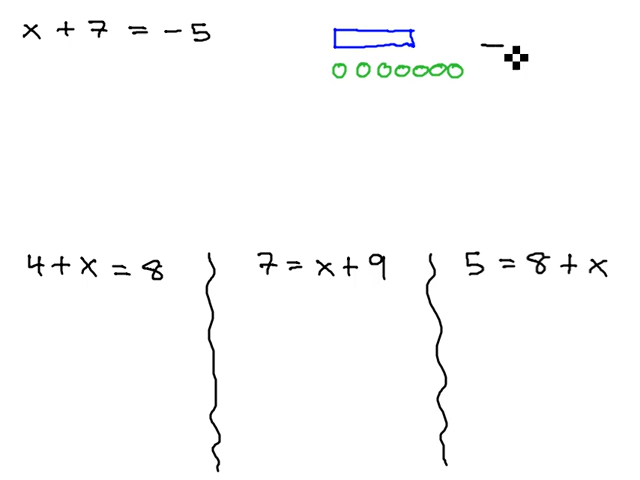 x + 7 = -5
4 + x = 8
7 = x + 9
5 = 8 + x